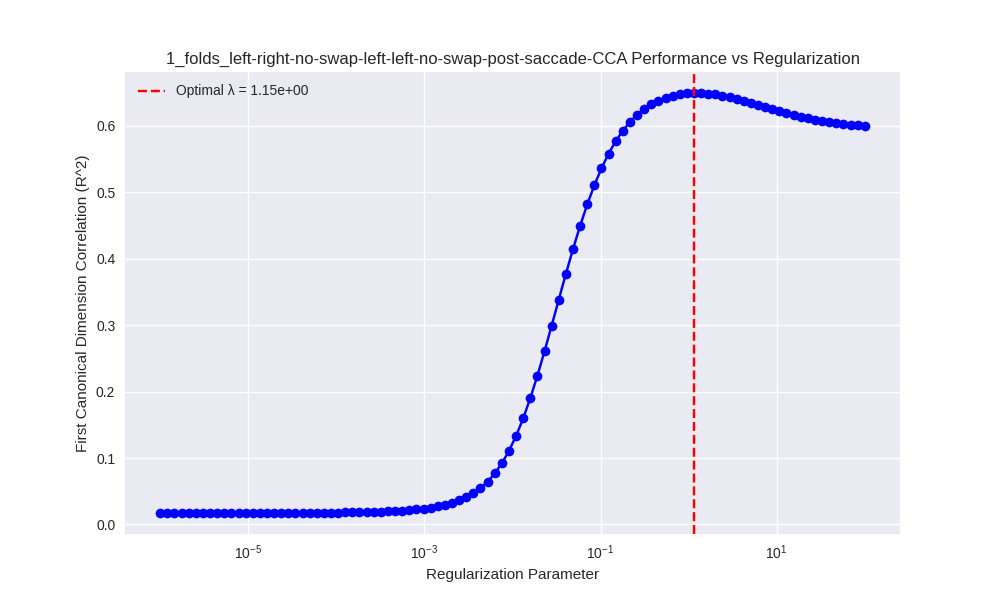 1_folds_left-right-no-swap-left-left-no-swap-post-saccade-CCA Performance vs Regularization
Optimal λ = 1.15e+00
First Canonical Dimension Correlation (R^2)
0.6
0.5
0.4
0.3
0.2
0.1
0.0
10⁻⁵
10⁻³
10⁻¹
10¹
Regularization Parameter